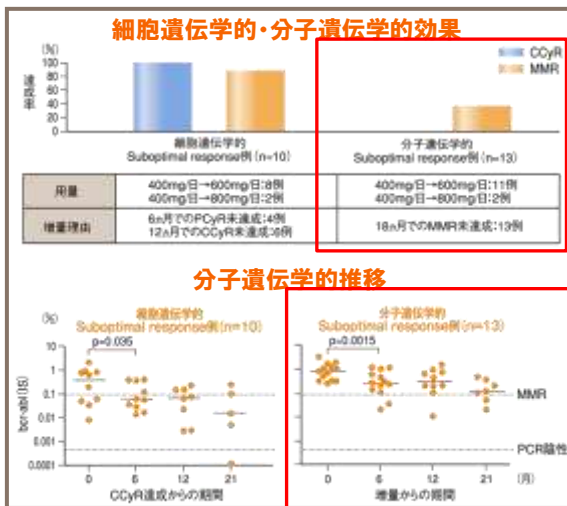 細胞遺伝学的・分子遺伝学的効果
(%)
達成率
100
80
60
40
20
0
CCyR
MMR
細胞遺伝学的
Suboptimal response例 (n=10)
分子遺伝学的
Suboptimal response例 (n=13)
用量
400mg/日→600mg/日:8例
400mg/日→800mg/日:2例
400mg/日→600mg/日:11例
400mg/日→800mg/日:2例
増量理由
6ヵ月でのPCyR未達成:4例
12ヵ月でのCCyR未達成:6例
18ヵ月でのMMR未達成:13例
分子遺伝学的推移
細胞遺伝学的
Suboptimal response例(n=10)
分子遺伝学的
Suboptimal response例(n=13)
(%)
p=0.035
p=0.0015
bcr-abl(IS)
10
1
0.1
0.01
0.001
0.0001
MMR
PCR陰性
0 6 12 21
0 6 12 21 (月)
CCyR達成からの期間
増量からの期間